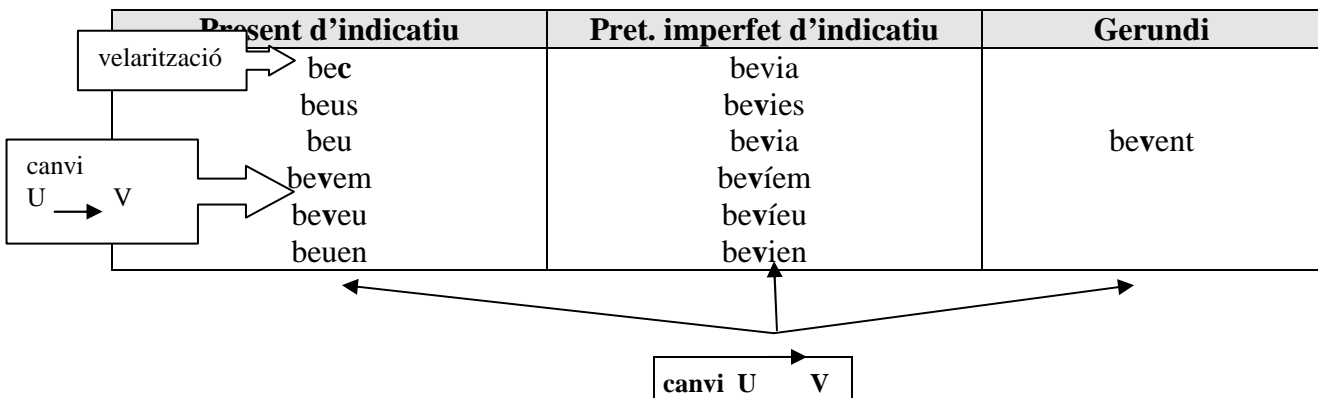 Present d’indicatiu Pret. imperfet d’indicatiu Gerundi
velarització
bec bevia
beus bevies
beu bevia bevent
canvi
U V
bevem bevíem
beveu bevíeu
beuen bevien
canvi U V